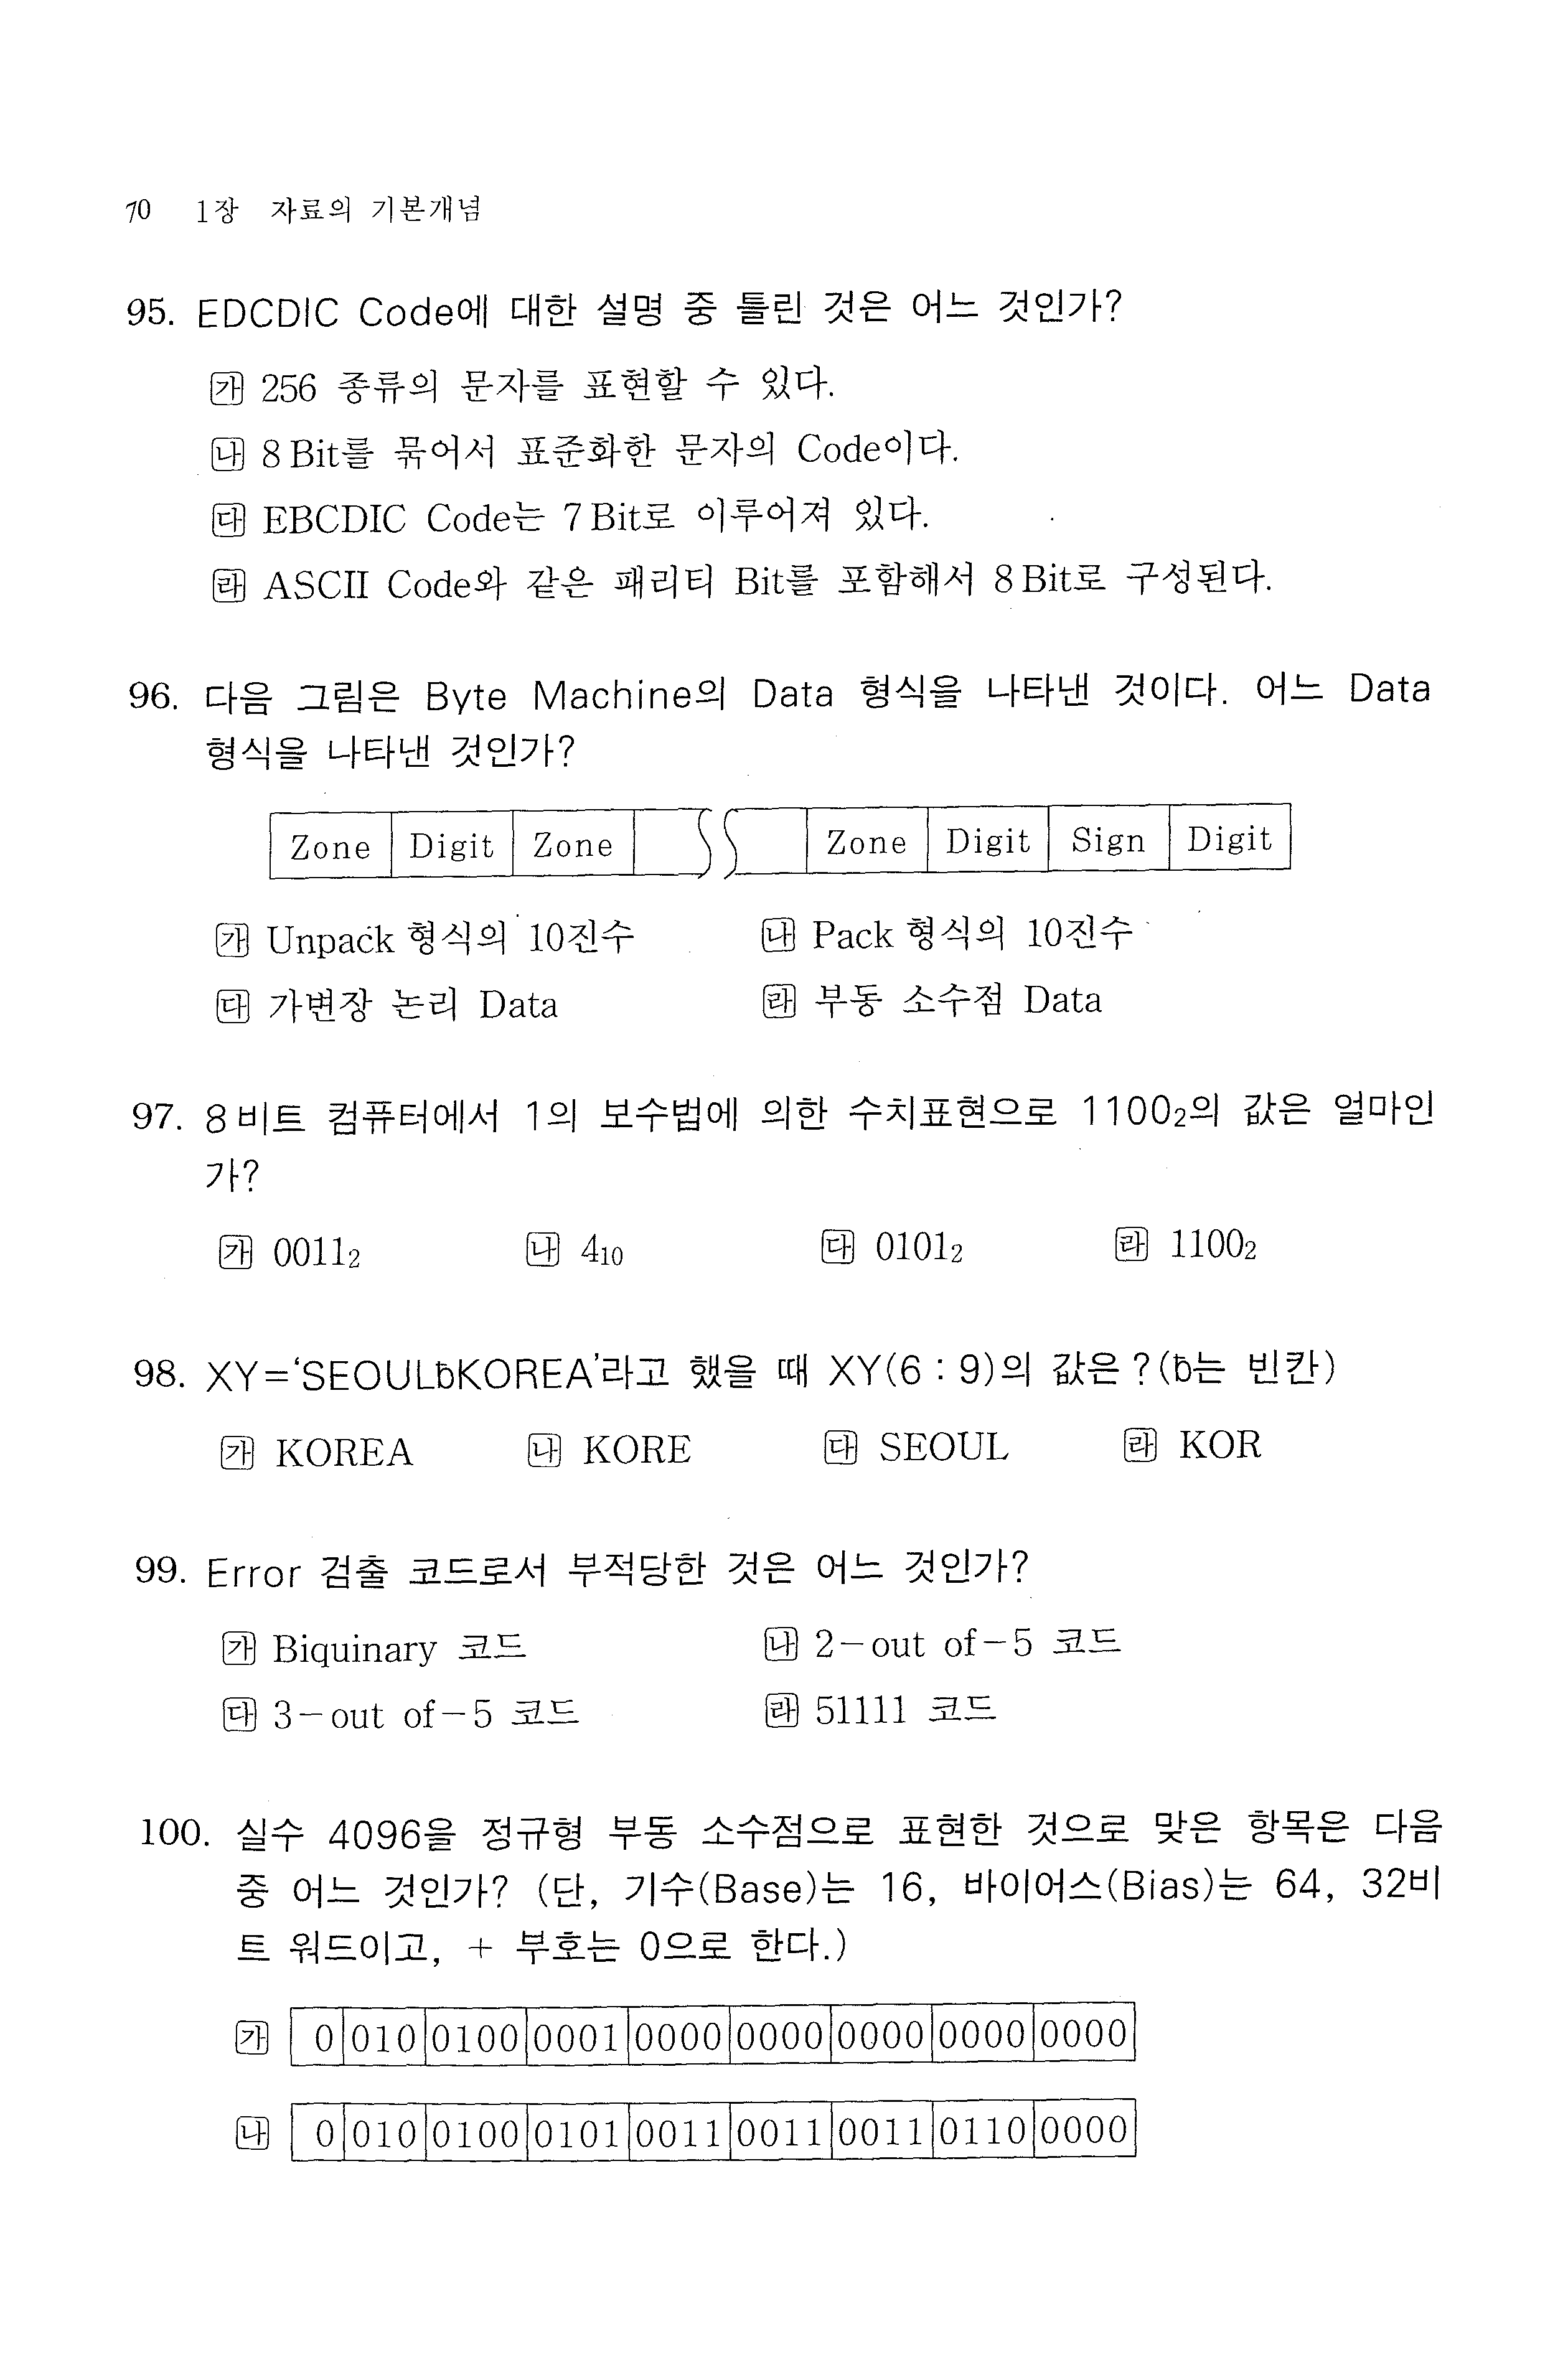 70 1장 자료의 기본개념
95. EDCDIC Code에 대한 설명 중 틀린 것은 어느 것인가?
㉮ 256 종류의 문자를 표현할 수 있다.
㉯ 8 Bit를 묶어서 표준화한 문자의 Code이다.
㉰ EBCDIC Code는 7 Bit로 이루어져 있다.
㉱ ASCII Code와 같은 패리티 Bit를 포함해서 8 Bit로 구성된다.
96. 다음 그림은 Byte Machine의 Data 형식을 나타낸 것이다. 어느 Data
형식을 나타낸 것인가?
Zone Digit Zone Zone Digit Sign Digit
㉮ Unpack 형식의 10진수 ㉯ Pack 형식의 10진수
㉰ 가변장 논리 Data ㉱ 부동 소수점 Data
97. 8비트 컴퓨터에서 1의 보수법에 의한 수치표현으로 1100₂의 값은 얼마인
가?
㉮ 0011₂ ㉯ 4₁₀ ㉰ 0101₂ ㉱ 1100₂
98. XY=‘SEOULƀKOREA’라고 했을 때 XY(6 : 9)의 값은 ? (ƀ는 빈칸)
㉮ KOREA ㉯ KORE ㉰ SEOUL ㉱ KOR
99. Error 검출 코드로서 부적당한 것은 어느 것인가?
㉮ Biquinary 코드 ㉯ 2－out of－5 코드
㉰ 3－out of－5 코드 ㉱ 51111 코드
100. 실수 4096을 정규형 부동 소수점으로 표현한 것으로 맞은 항목은 다음
중 어느 것인가? (단, 기수(Base)는 16, 바이어스(Bias)는 64, 32비
트 워드이고, + 부호는 0으로 한다.)
㉮ 0 010 0100 0001 0000 0000 0000 0000 0000
㉯ 0 010 0100 0101 0011 0011 0011 0110 0000